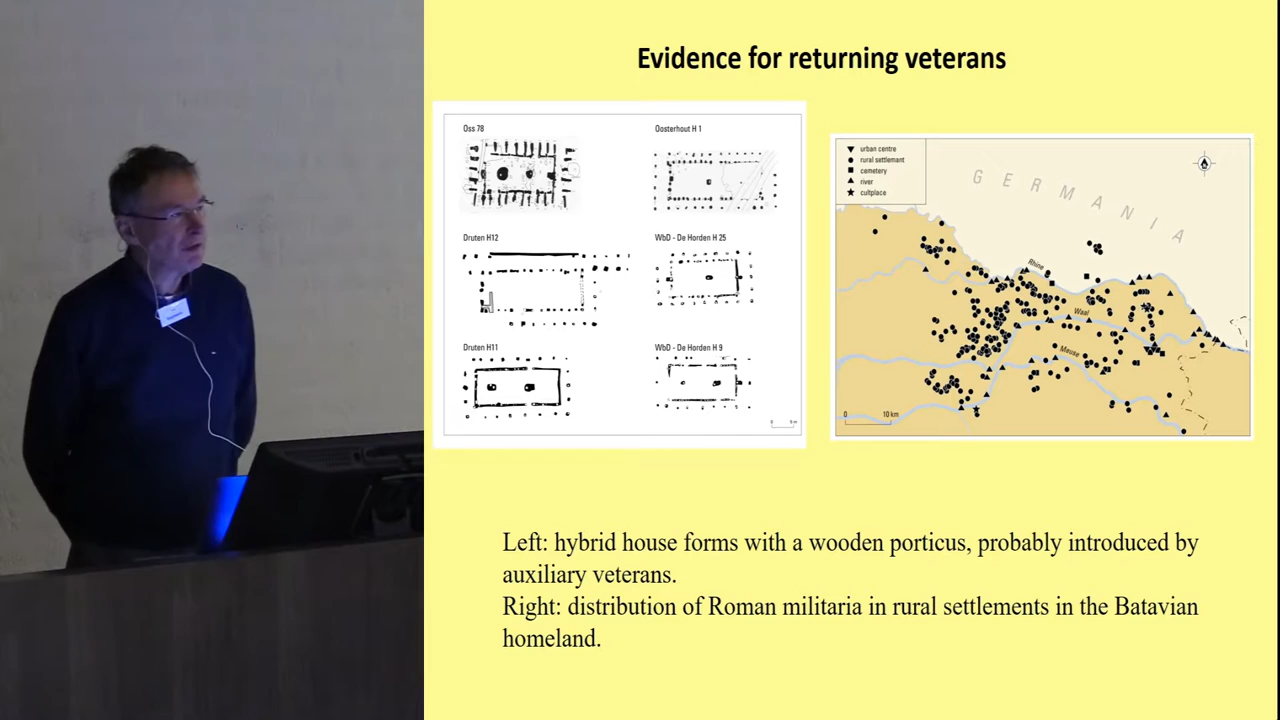 Evidence for returning veterans
Oss 78
Oosterhout H 1
Druten H12
WbD - De Horden H 25
Druten H11
WbD - De Horden H 9
0 5 m
urban centre
rural settlement
cemetery
river
cultplace
GERMANIA
Rhine
Waal
Meuse
0 10 km
Left: hybrid house forms with a wooden porticus, probably introduced by
auxiliary veterans.
Right: distribution of Roman militaria in rural settlements in the Batavian
homeland.